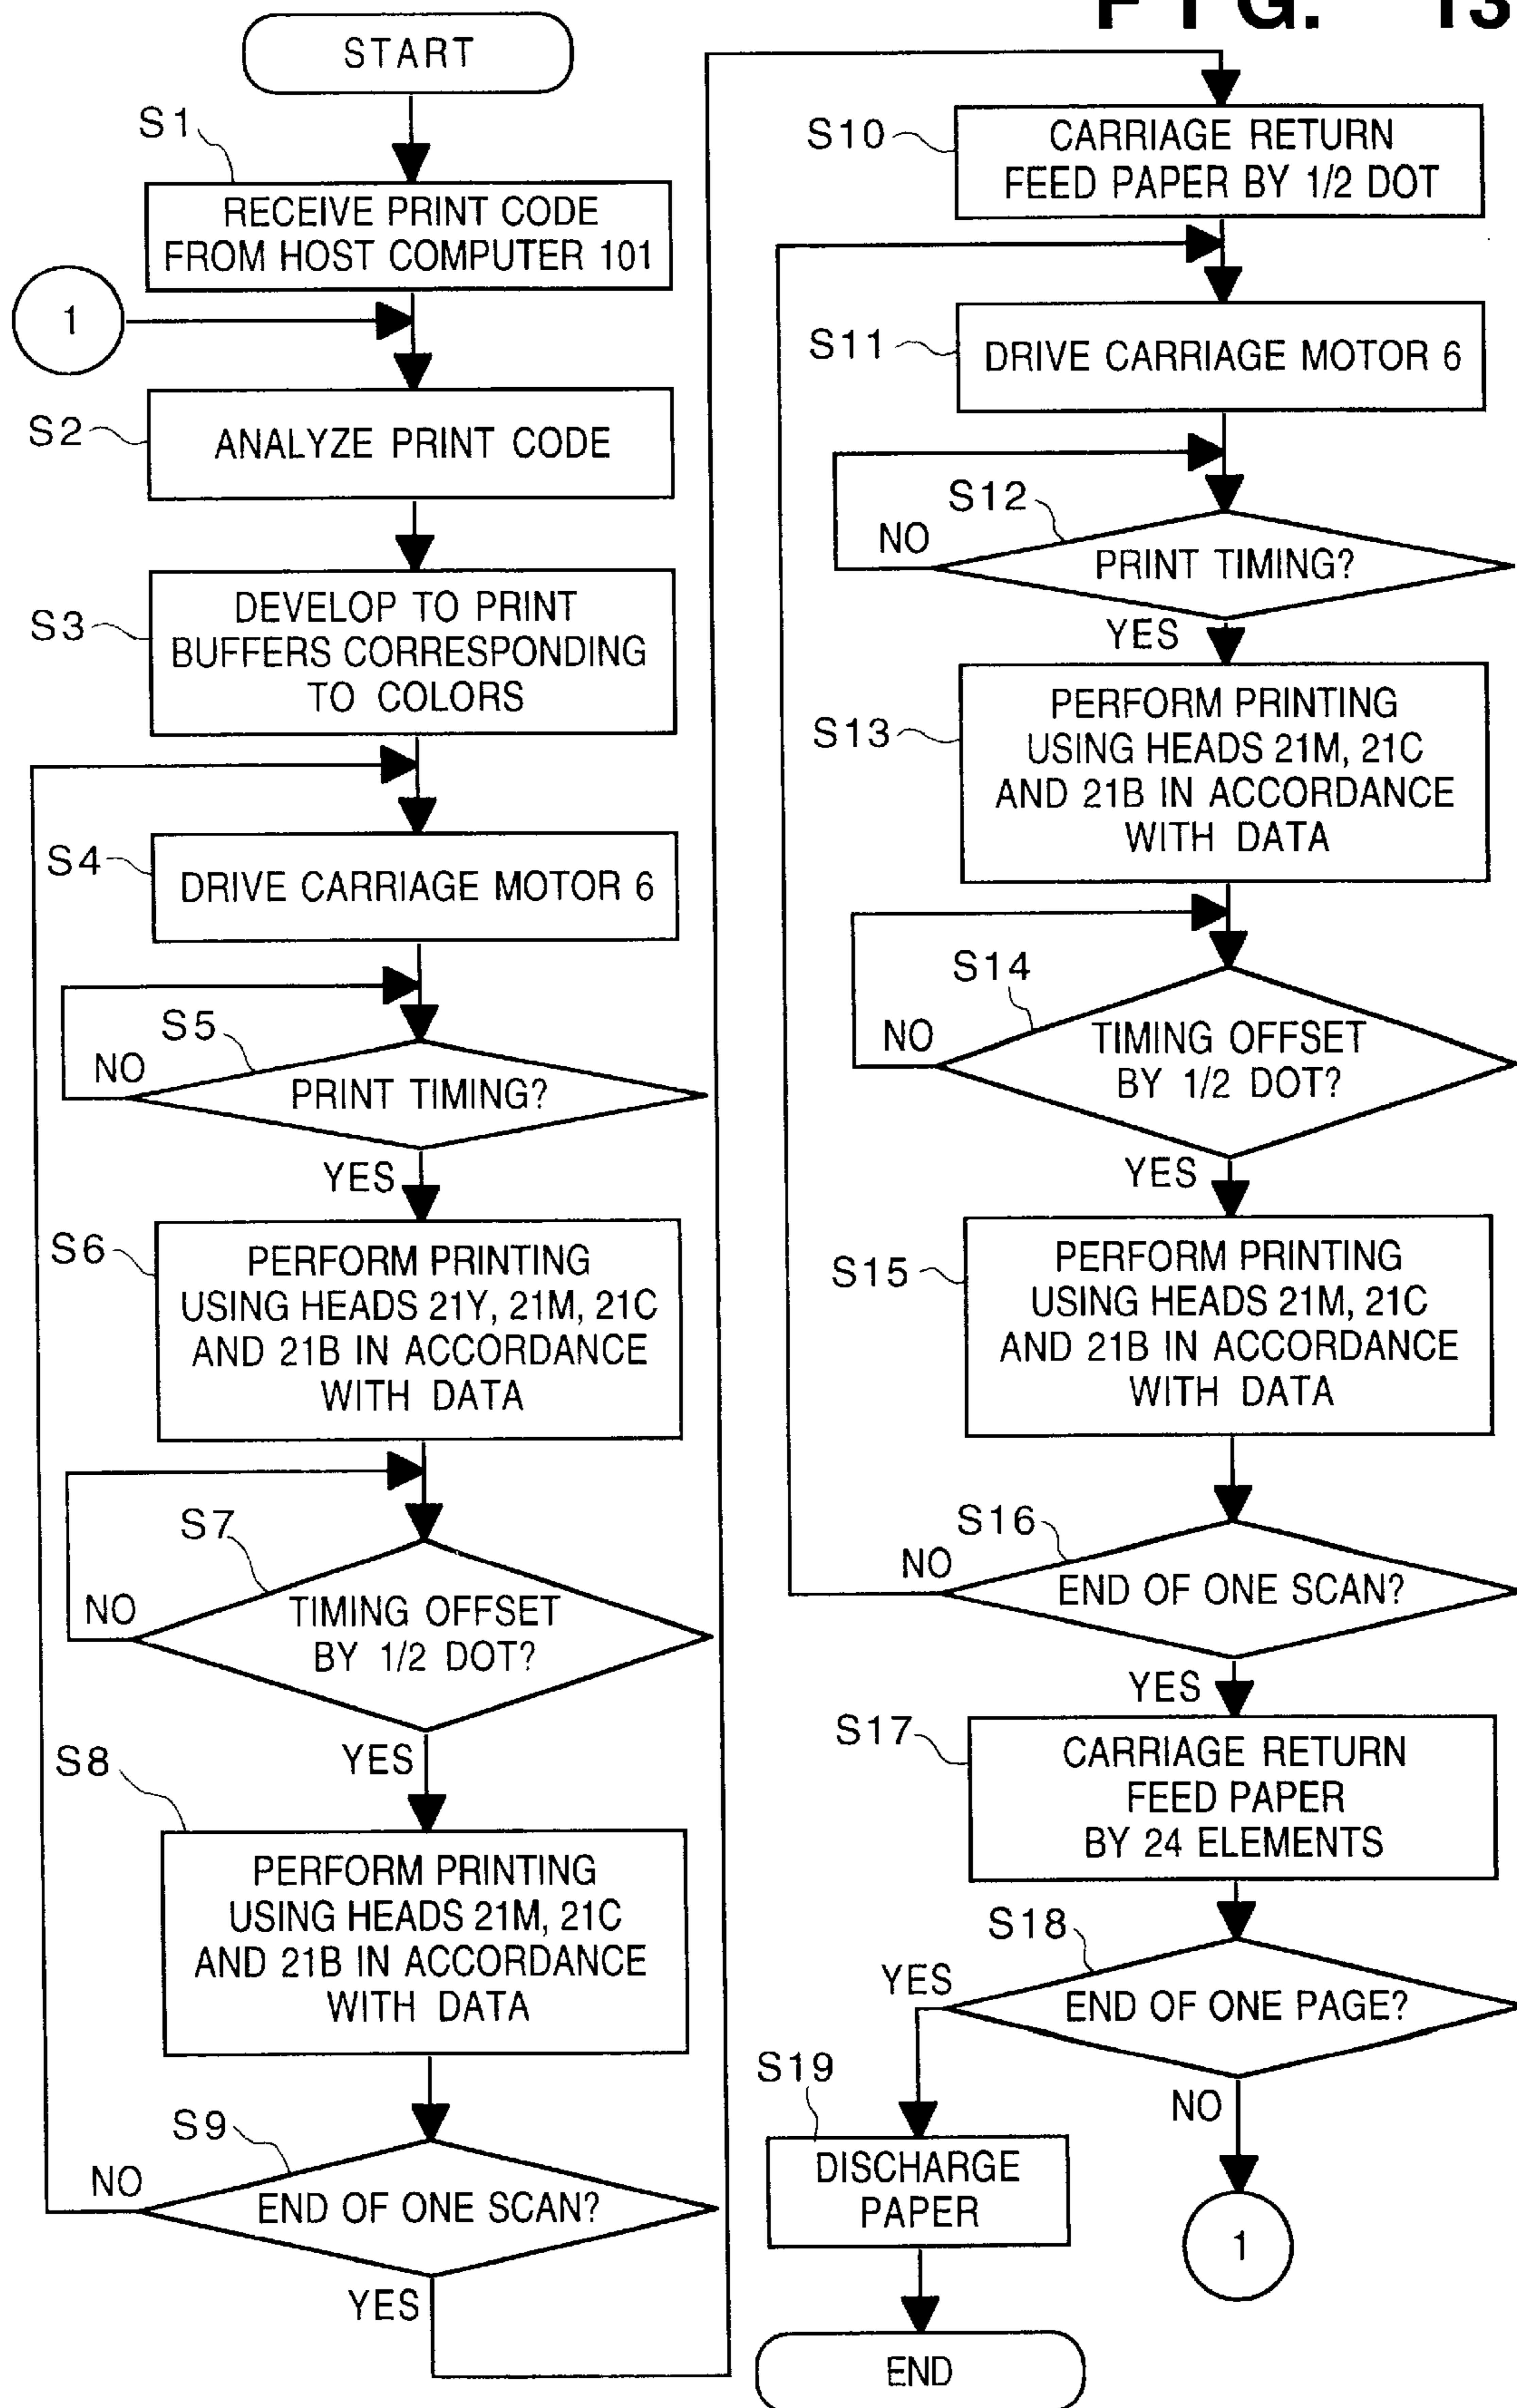 FIG. 13
START
S1
RECEIVE PRINT CODE
FROM HOST COMPUTER 101
1
S2
ANALYZE PRINT CODE
S3
DEVELOP TO PRINT
BUFFERS CORRESPONDING
TO COLORS
S4
DRIVE CARRIAGE MOTOR 6
S5
NO
PRINT TIMING?
YES
S6
PERFORM PRINTING
USING HEADS 21Y, 21M, 21C
AND 21B IN ACCORDANCE
WITH DATA
S7
NO
TIMING OFFSET
BY 1/2 DOT?
YES
S8
PERFORM PRINTING
USING HEADS 21M, 21C
AND 21B IN ACCORDANCE
WITH DATA
S9
NO
END OF ONE SCAN?
YES
S10
CARRIAGE RETURN
FEED PAPER BY 1/2 DOT
S11
DRIVE CARRIAGE MOTOR 6
S12
NO
PRINT TIMING?
YES
S13
PERFORM PRINTING
USING HEADS 21M, 21C
AND 21B IN ACCORDANCE
WITH DATA
S14
NO
TIMING OFFSET
BY 1/2 DOT?
YES
S15
PERFORM PRINTING
USING HEADS 21M, 21C
AND 21B IN ACCORDANCE
WITH DATA
S16
NO
END OF ONE SCAN?
YES
S17
CARRIAGE RETURN
FEED PAPER
BY 24 ELEMENTS
S18
YES
END OF ONE PAGE?
NO
S19
DISCHARGE
PAPER
1
END